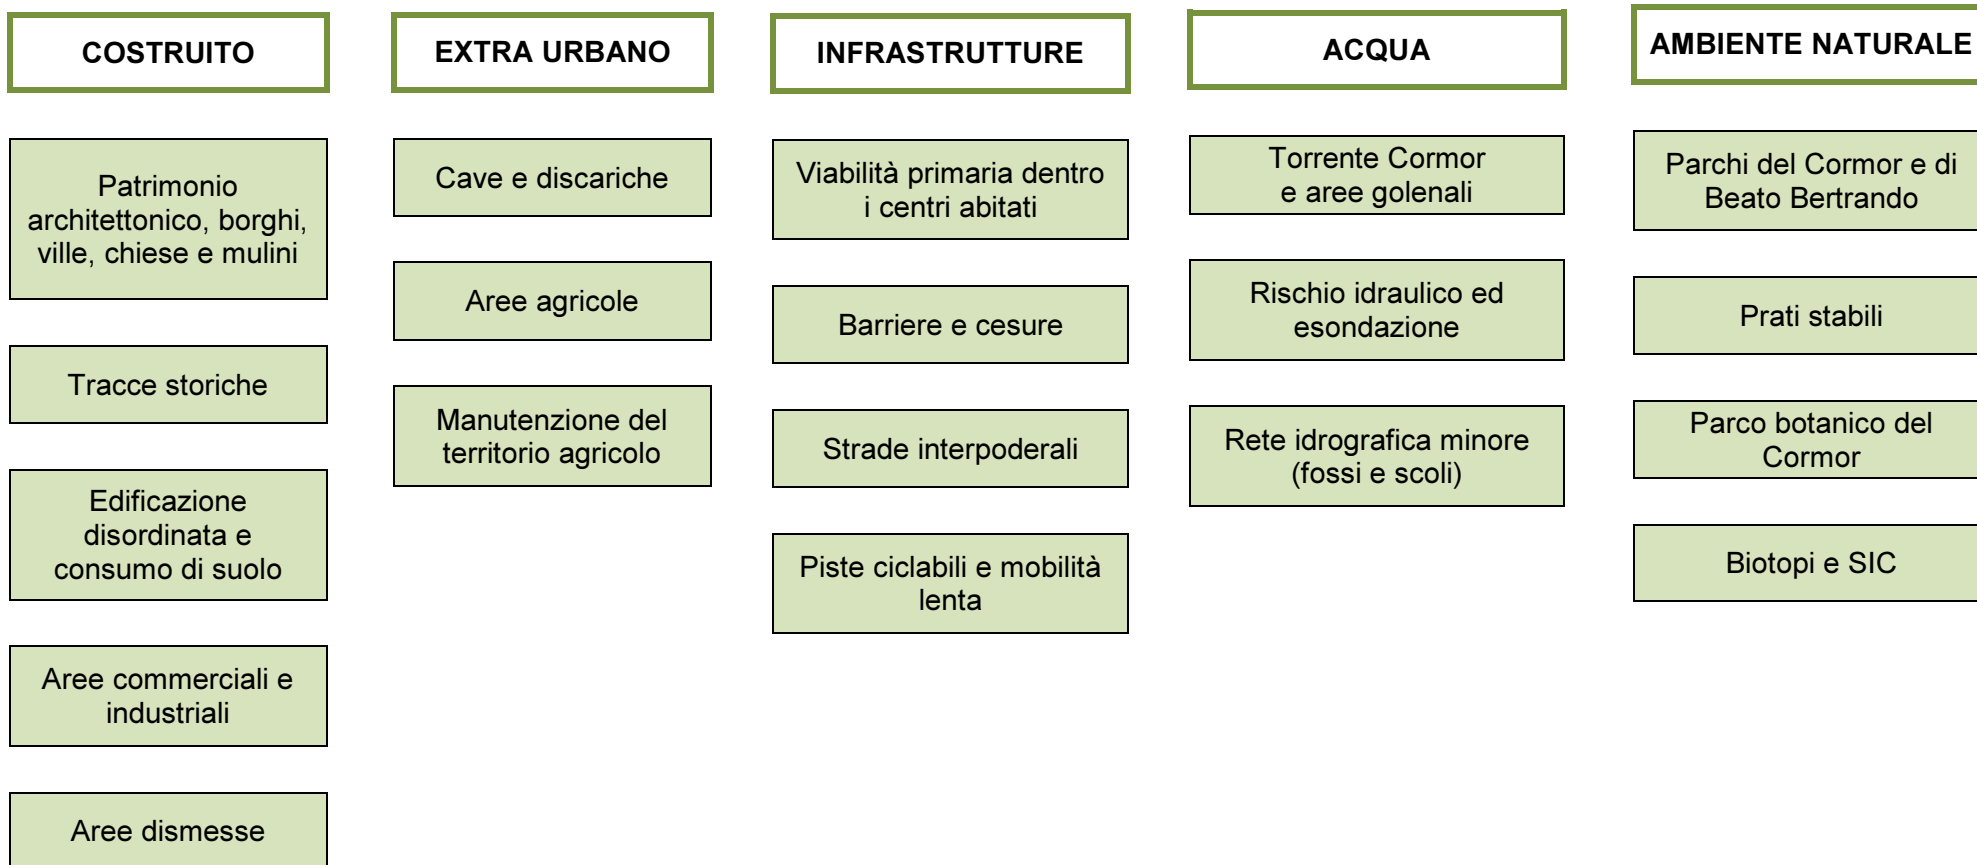 COSTRUITO
Patrimonio
architettonico, borghi,
ville, chiese e mulini
Tracce storiche
Edificazione
disordinata e
consumo di suolo
Aree commerciali e
industriali
Aree dismesse
EXTRA URBANO
Cave e discariche
Aree agricole
Manutenzione del
territorio agricolo
INFRASTRUTTURE
Viabilità primaria dentro
i centri abitati
Barriere e cesure
Strade interpoderali
Piste ciclabili e mobilità
lenta
ACQUA
Torrente Cormor
e aree golenali
Rischio idraulico ed
esondazione
Rete idrografica minore
(fossi e scoli)
AMBIENTE NATURALE
Parchi del Cormor e di
Beato Bertrando
Prati stabili
Parco botanico del
Cormor
Biotopi e SIC